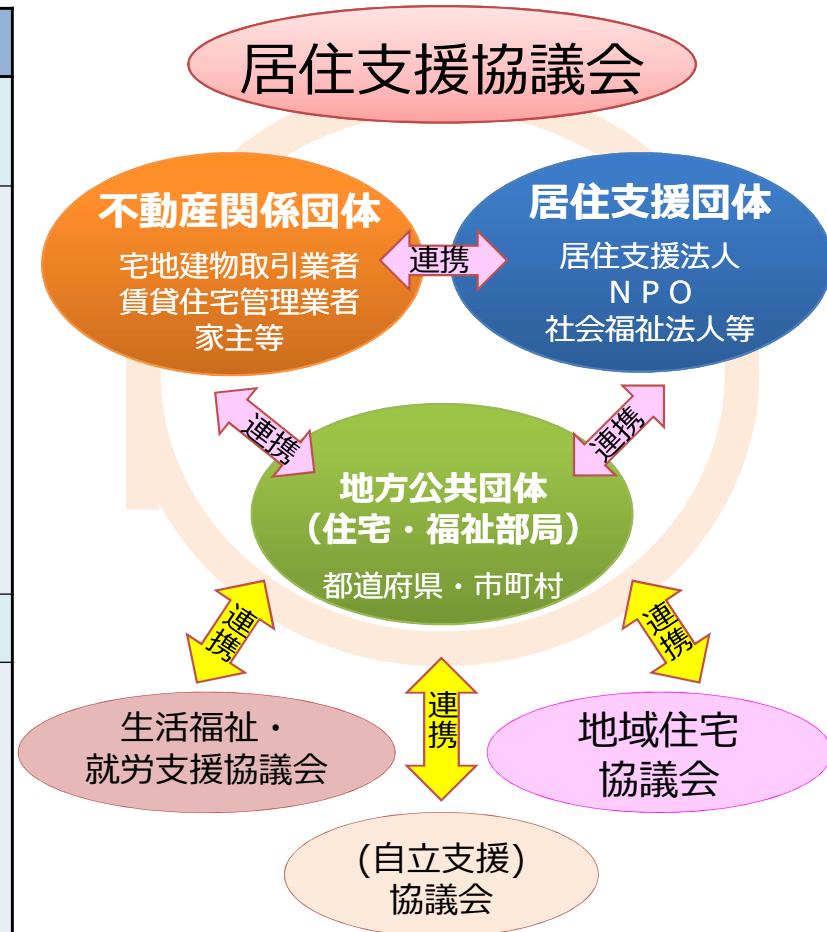 居住支援協議会
不動産関係団体
宅地建物取引業者
賃貸住宅管理業者
家主等
連携
居住支援団体
居住支援法人
ＮＰＯ
社会福祉法人等
連携
連携
地方公共団体
（住宅・福祉部局）
都道府県・市町村
連携
連携
連携
生活福祉・
就労支援協議会
地域住宅
協議会
(自立支援)
協議会